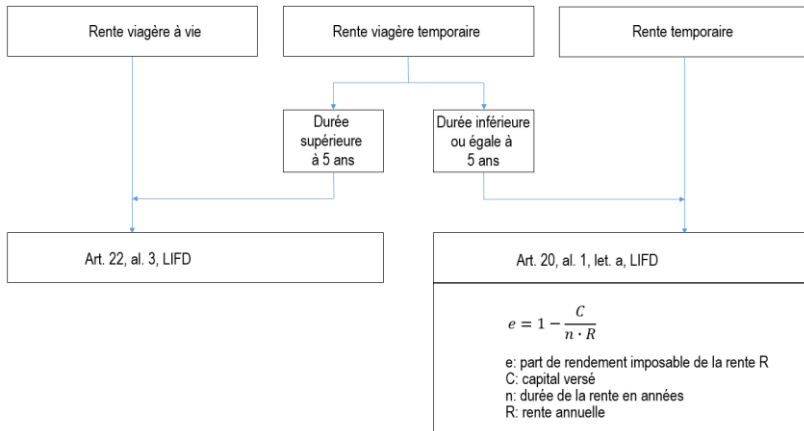 Rente viagère à vie
Rente viagère temporaire
Rente temporaire
Durée
supérieure
à 5 ans
Durée inférieure
ou égale à
5 ans
Art. 22, al. 3, LIFD
Art. 20, al. 1, let. a, LIFD
e = 1 − C / (n · R)
e: part de rendement imposable de la rente R
C: capital versé
n: durée de la rente en années
R: rente annuelle